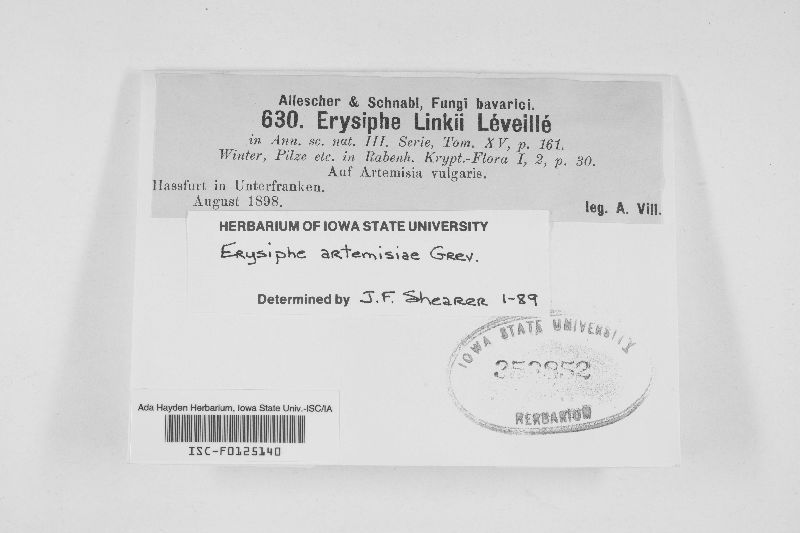 Allescher & Schnabl, Fungi bavarici.
630. Erysiphe Linkii Léveillé
in Ann. sc. nat. III. Serie, Tom. XV, p. 161.
Winter, Pilze etc. in Rabenh. Krypt.-Flora I, 2, p. 30.
Auf Artemisia vulgaris.
Hassfurt in Unterfranken.
August 1898.
leg. A. Vill.
HERBARIUM OF IOWA STATE UNIVERSITY
Erysiphe artemisiae Grev.
Determined by J.F. Shearer 1-89
IOWA STATE UNIVERSITY
HERBARIUM
Ada Hayden Herbarium, Iowa State Univ.-ISC/IA
ISC-F0125140